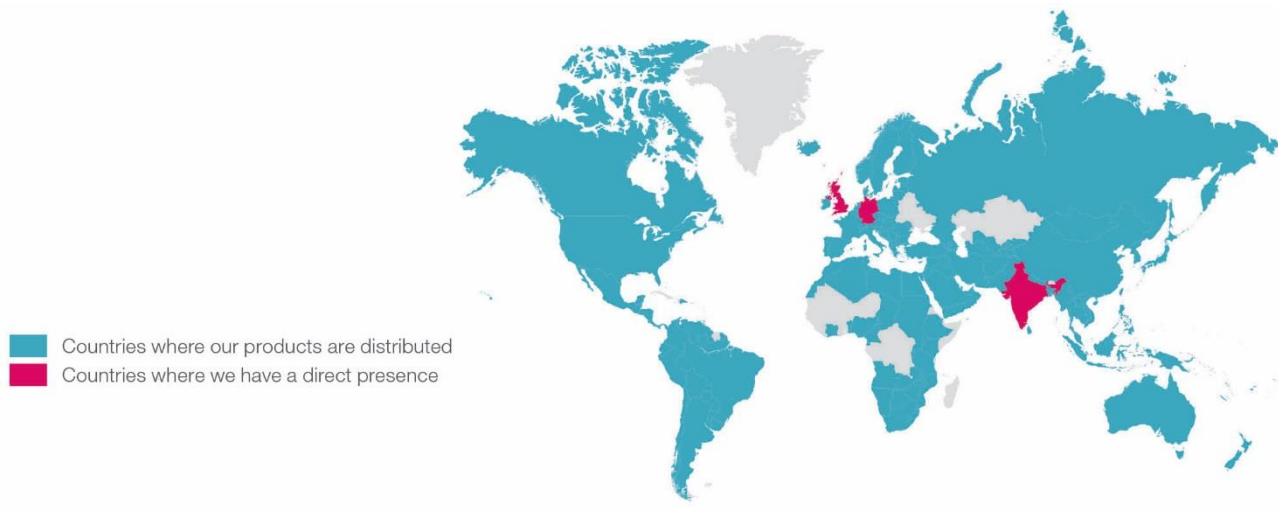 Countries where our products are distributed
Countries where we have a direct presence